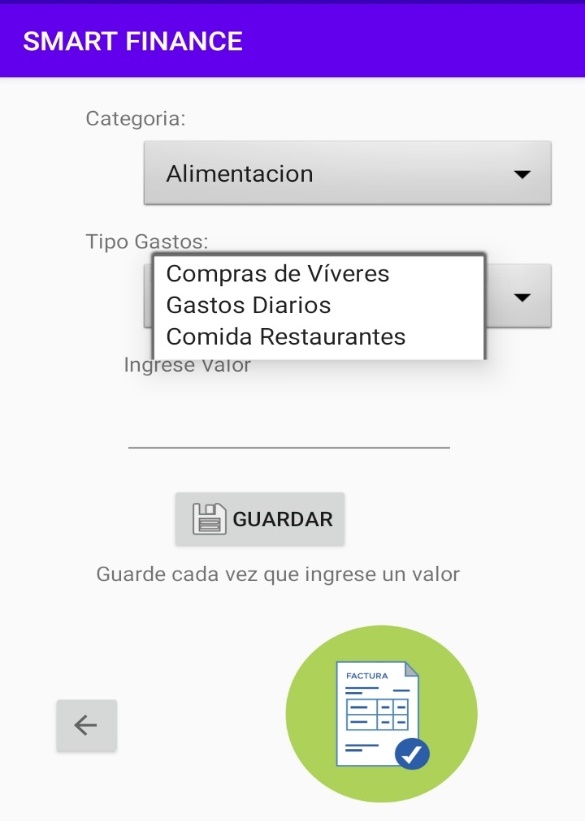 SMART FINANCE
Categoria:
Alimentacion
Tipo Gastos:
Compras de Víveres
Gastos Diarios
Comida Restaurantes
Ingrese Valor
GUARDAR
Guarde cada vez que ingrese un valor
FACTURA